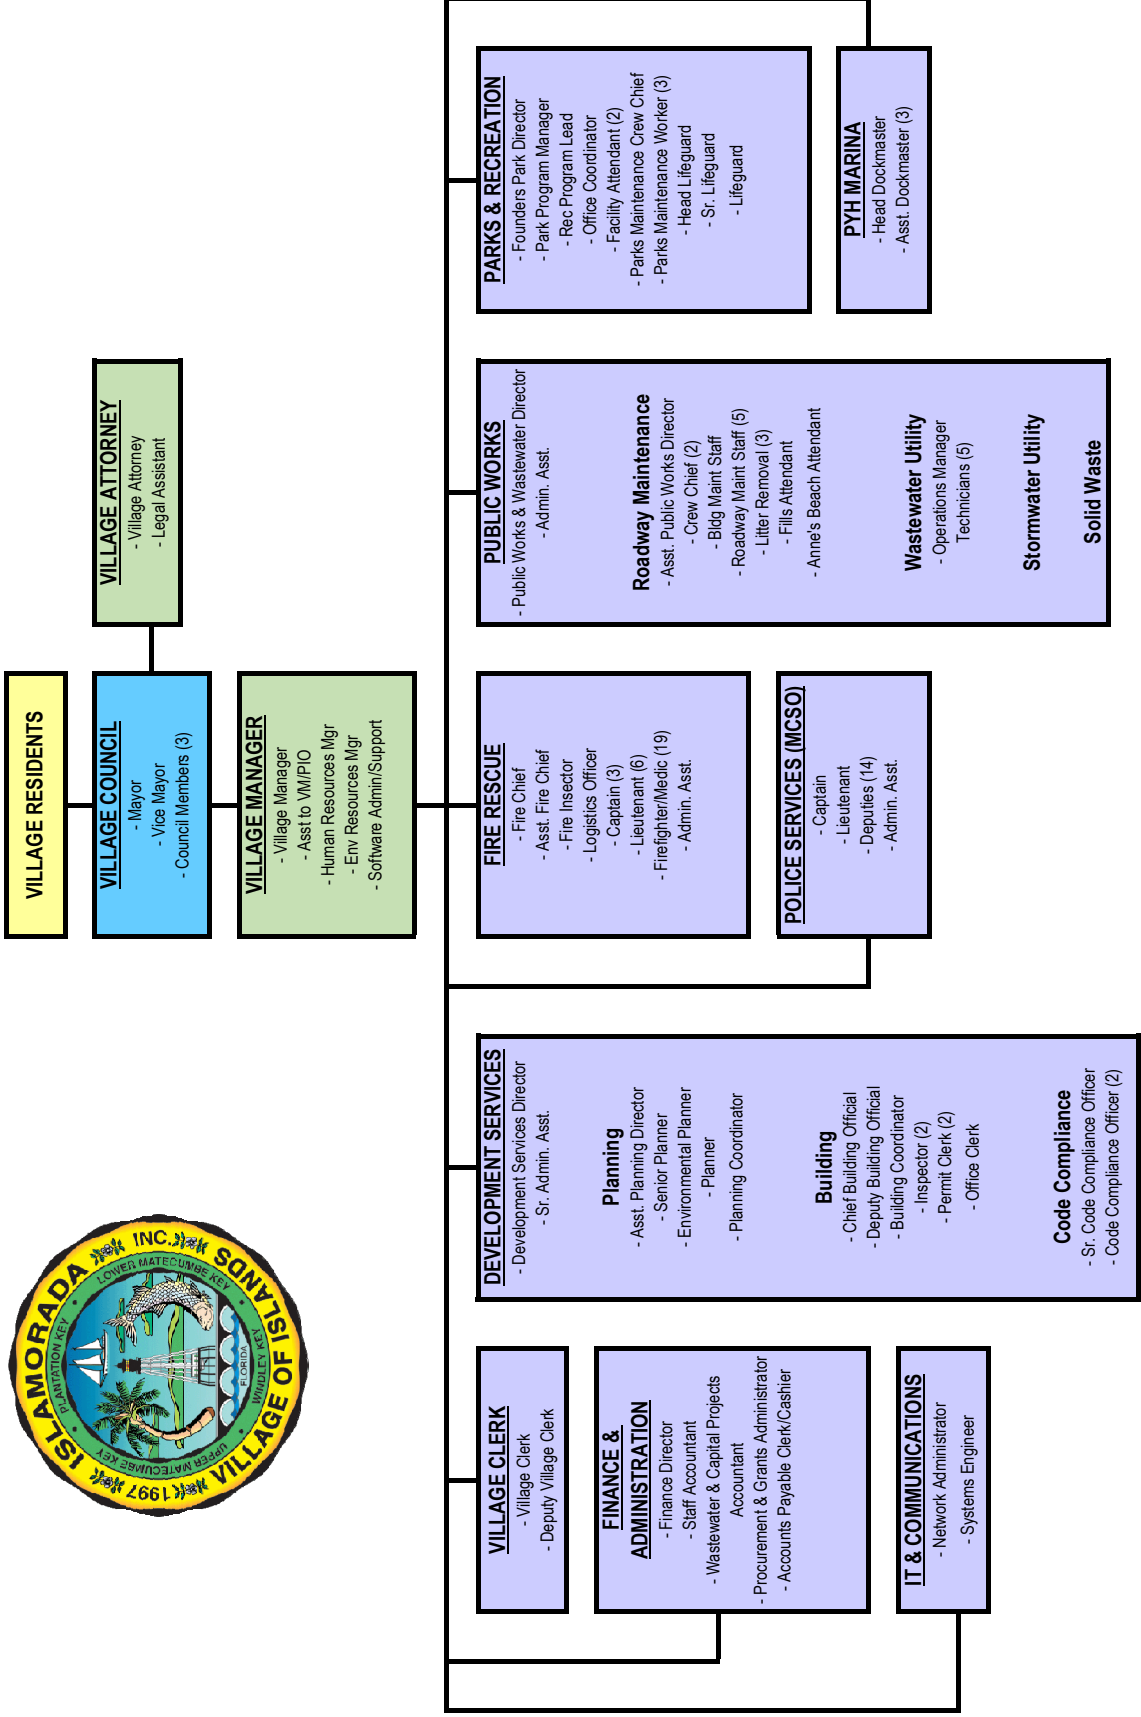 VILLAGE RESIDENTS
VILLAGE COUNCIL
- Mayor
- Vice Mayor
- Council Members (3)
VILLAGE ATTORNEY
- Village Attorney
- Legal Assistant
VILLAGE MANAGER
- Village Manager
- Asst to VM/PIO
- Human Resources Mgr
- Env Resources Mgr
- Software Admin/Support
ISLAMORADA
INC.
VILLAGE OF ISLANDS
1997
PLANTATION KEY
LOWER MATECUMBE KEY
WINDLEY KEY
UPPER MATECUMBE KEY
FLORIDA
VILLAGE CLERK
- Village Clerk
- Deputy Village Clerk
FINANCE &
ADMINISTRATION
- Finance Director
- Staff Accountant
- Wastewater & Capital Projects
Accountant
- Procurement & Grants Administrator
- Accounts Payable Clerk/Cashier
IT & COMMUNICATIONS
- Network Administrator
- Systems Engineer
DEVELOPMENT SERVICES
- Development Services Director
- Sr. Admin. Asst.
Planning
- Asst. Planning Director
- Senior Planner
- Environmental Planner
- Planner
- Planning Coordinator
Building
- Chief Building Official
- Deputy Building Official
- Building Coordinator
- Inspector (2)
- Permit Clerk (2)
- Office Clerk
Code Compliance
- Sr. Code Compliance Officer
- Code Compliance Officer (2)
FIRE RESCUE
- Fire Chief
- Asst. Fire Chief
- Fire Insector
- Logistics Officer
- Captain (3)
- Lieutenant (6)
- Firefighter/Medic (19)
- Admin. Asst.
POLICE SERVICES (MCSO)
- Captain
- Lieutenant
- Deputies (14)
- Admin. Asst.
PUBLIC WORKS
- Public Works & Wastewater Director
- Admin. Asst.
Roadway Maintenance
- Asst. Public Works Director
- Crew Chief (2)
- Bldg Maint Staff
- Roadway Maint Staff (5)
- Litter Removal (3)
- Fills Attendant
- Anne's Beach Attendant
Wastewater Utility
- Operations Manager
Technicians (5)
Stormwater Utility
Solid Waste
PARKS & RECREATION
- Founders Park Director
- Park Program Manager
- Rec Program Lead
- Office Coordinator
- Facility Attendant (2)
- Parks Maintenance Crew Chief
- Parks Maintenance Worker (3)
- Head Lifeguard
- Sr. Lifeguard
- Lifeguard
PYH MARINA
- Head Dockmaster
- Asst. Dockmaster (3)